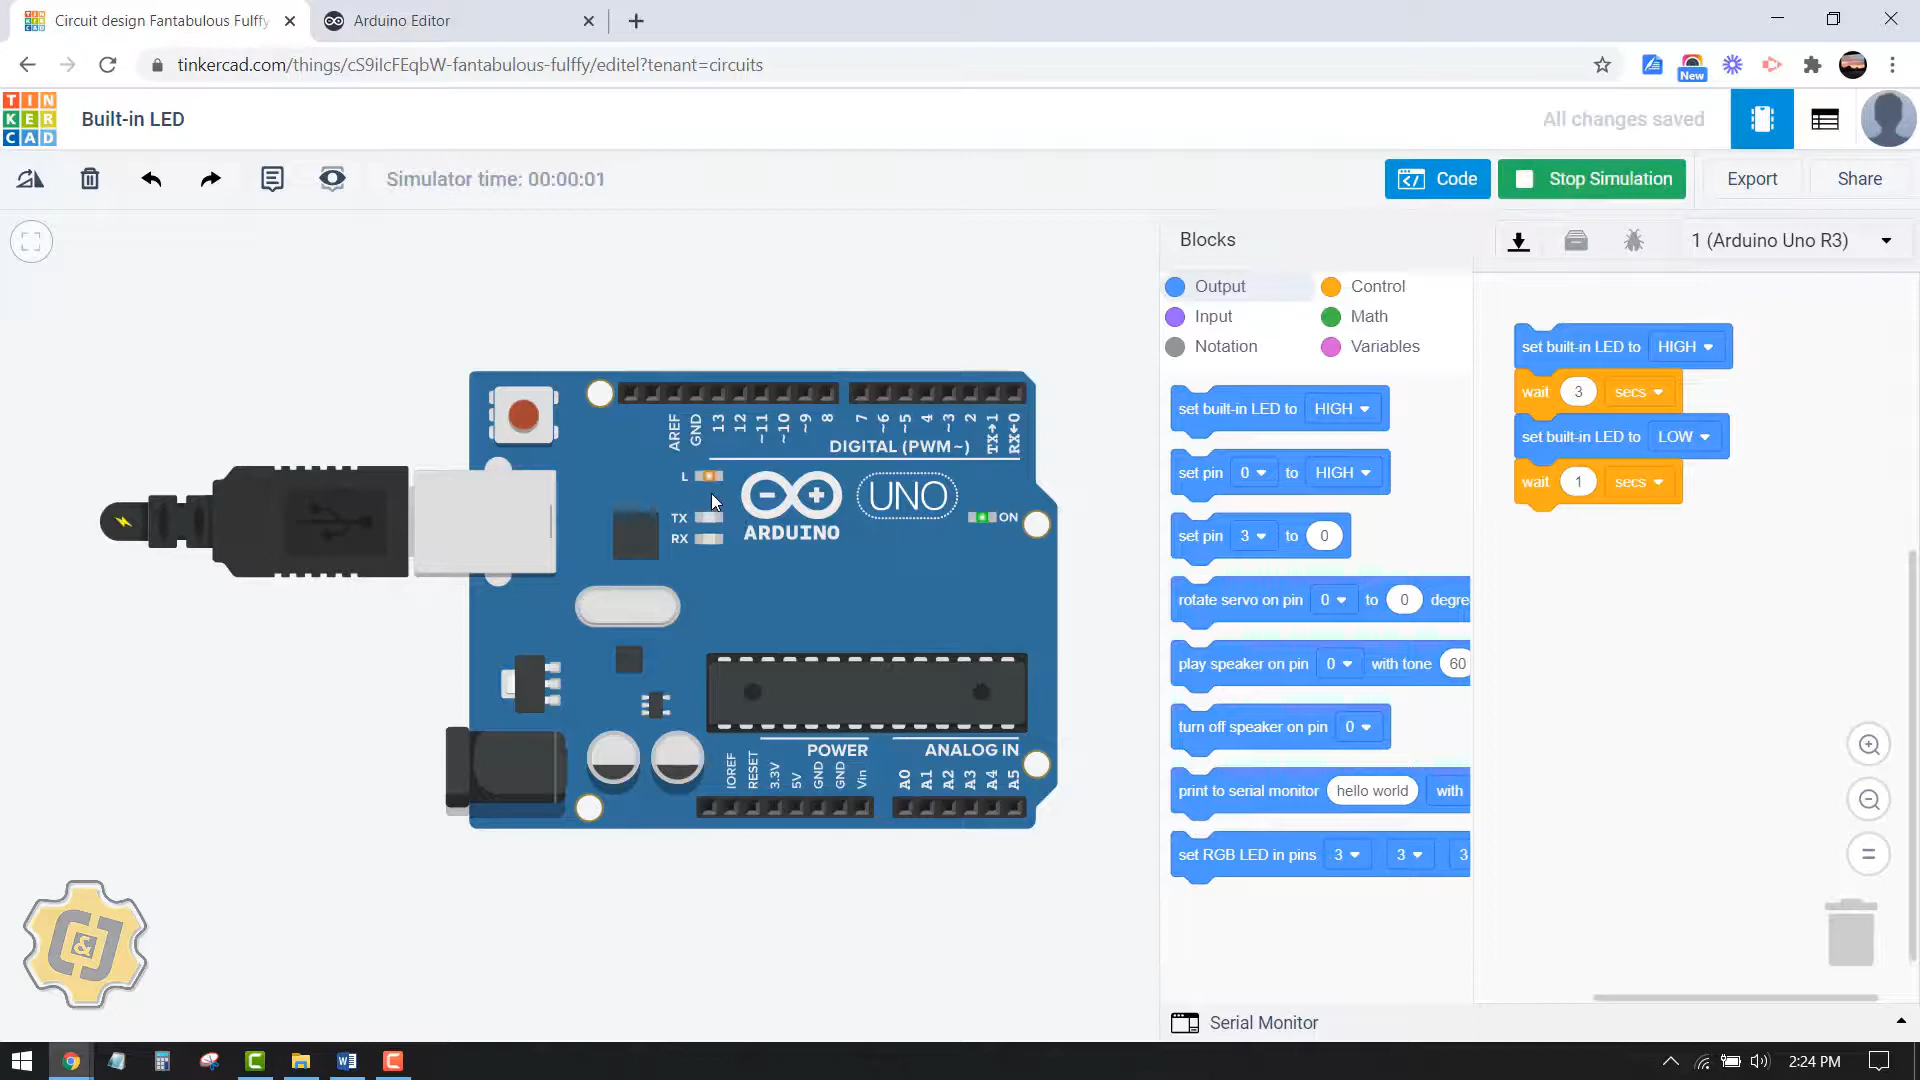 Circuit design Fantabulous Fulffy
Arduino Editor
tinkercad.com/things/cS9iIcFEqbW-fantabulous-fulffy/editel?tenant=circuits
New
TIN
KER
CAD
Built-in LED
All changes saved
Simulator time: 00:00:01
Code
Stop Simulation
Export
Share
Blocks
1 (Arduino Uno R3)
Output
Control
Input
Math
Notation
Variables
set built-in LED to HIGH
set pin 0 to HIGH
set pin 3 to 0
rotate servo on pin 0 to 0 degre
play speaker on pin 0 with tone 60
turn off speaker on pin 0
print to serial monitor hello world with
set RGB LED in pins 3 3 3
set built-in LED to HIGH
wait 3 secs
set built-in LED to LOW
wait 1 secs
AREF
GND
13
12
~11
~10
~9
8
7
~6
~5
4
~3
2
TX→1
RX←0
DIGITAL (PWM~)
L
TX
RX
ARDUINO
UNO
ON
POWER
ANALOG IN
IOREF
RESET
3.3V
5V
GND
GND
Vin
A0
A1
A2
A3
A4
A5
C&J
Serial Monitor
2:24 PM